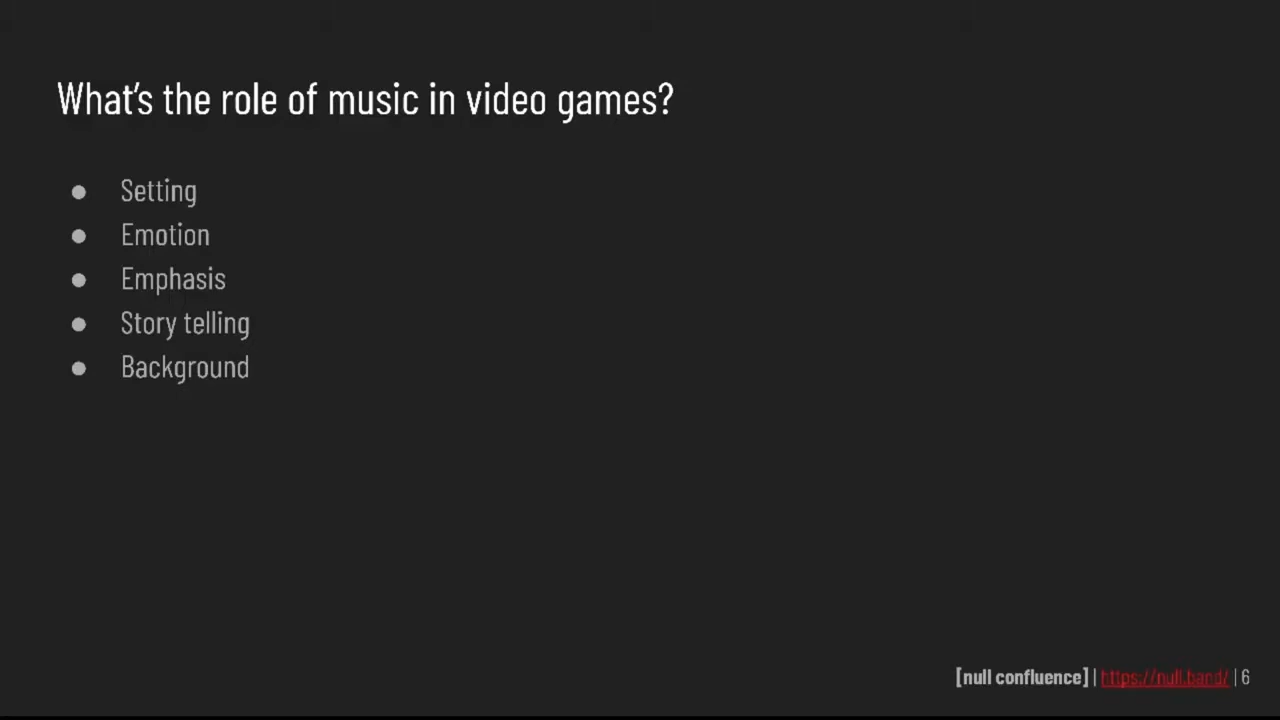 What's the role of music in video games?
● Setting
● Emotion
● Emphasis
● Story telling
● Background
[null confluence] | https://null.band/ | 6